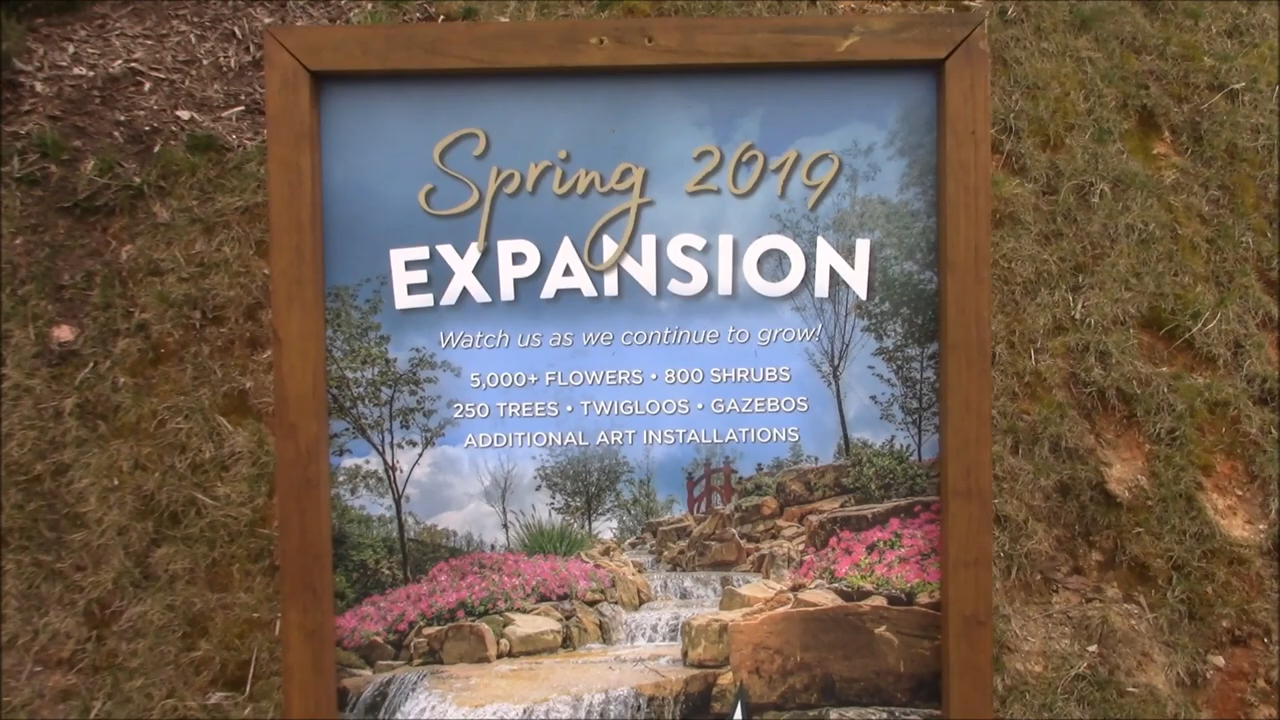 Spring 2019
EXPANSION
Watch us as we continue to grow!
5,000+ FLOWERS • 800 SHRUBS
250 TREES • TWIGLOOS • GAZEBOS
ADDITIONAL ART INSTALLATIONS